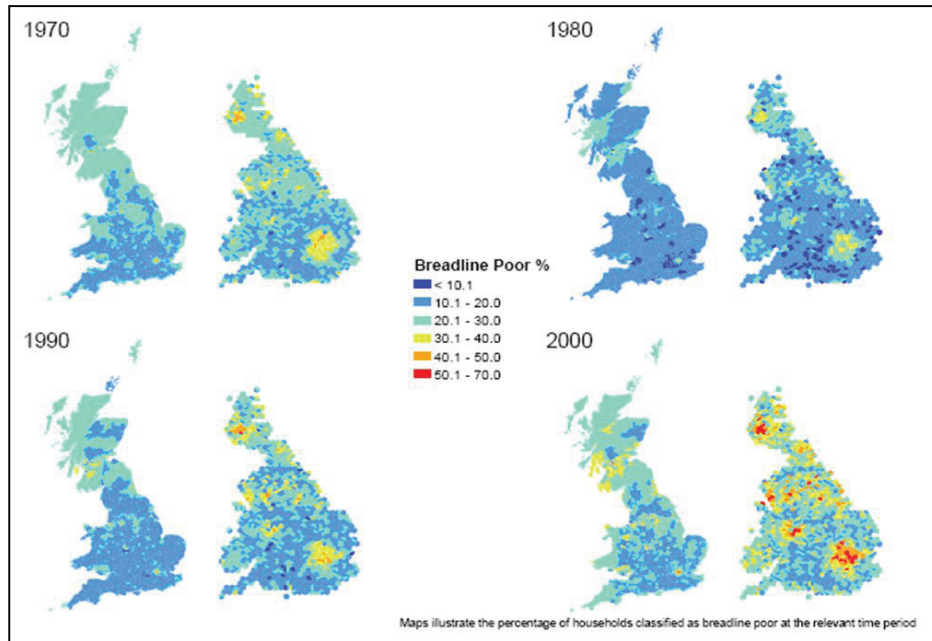 1970
1980
Breadline Poor %
< 10.1
10.1 - 20.0
20.1 - 30.0
30.1 - 40.0
40.1 - 50.0
50.1 - 70.0
1990
2000
Maps illustrate the percentage of households classified as breadline poor at the relevant time period